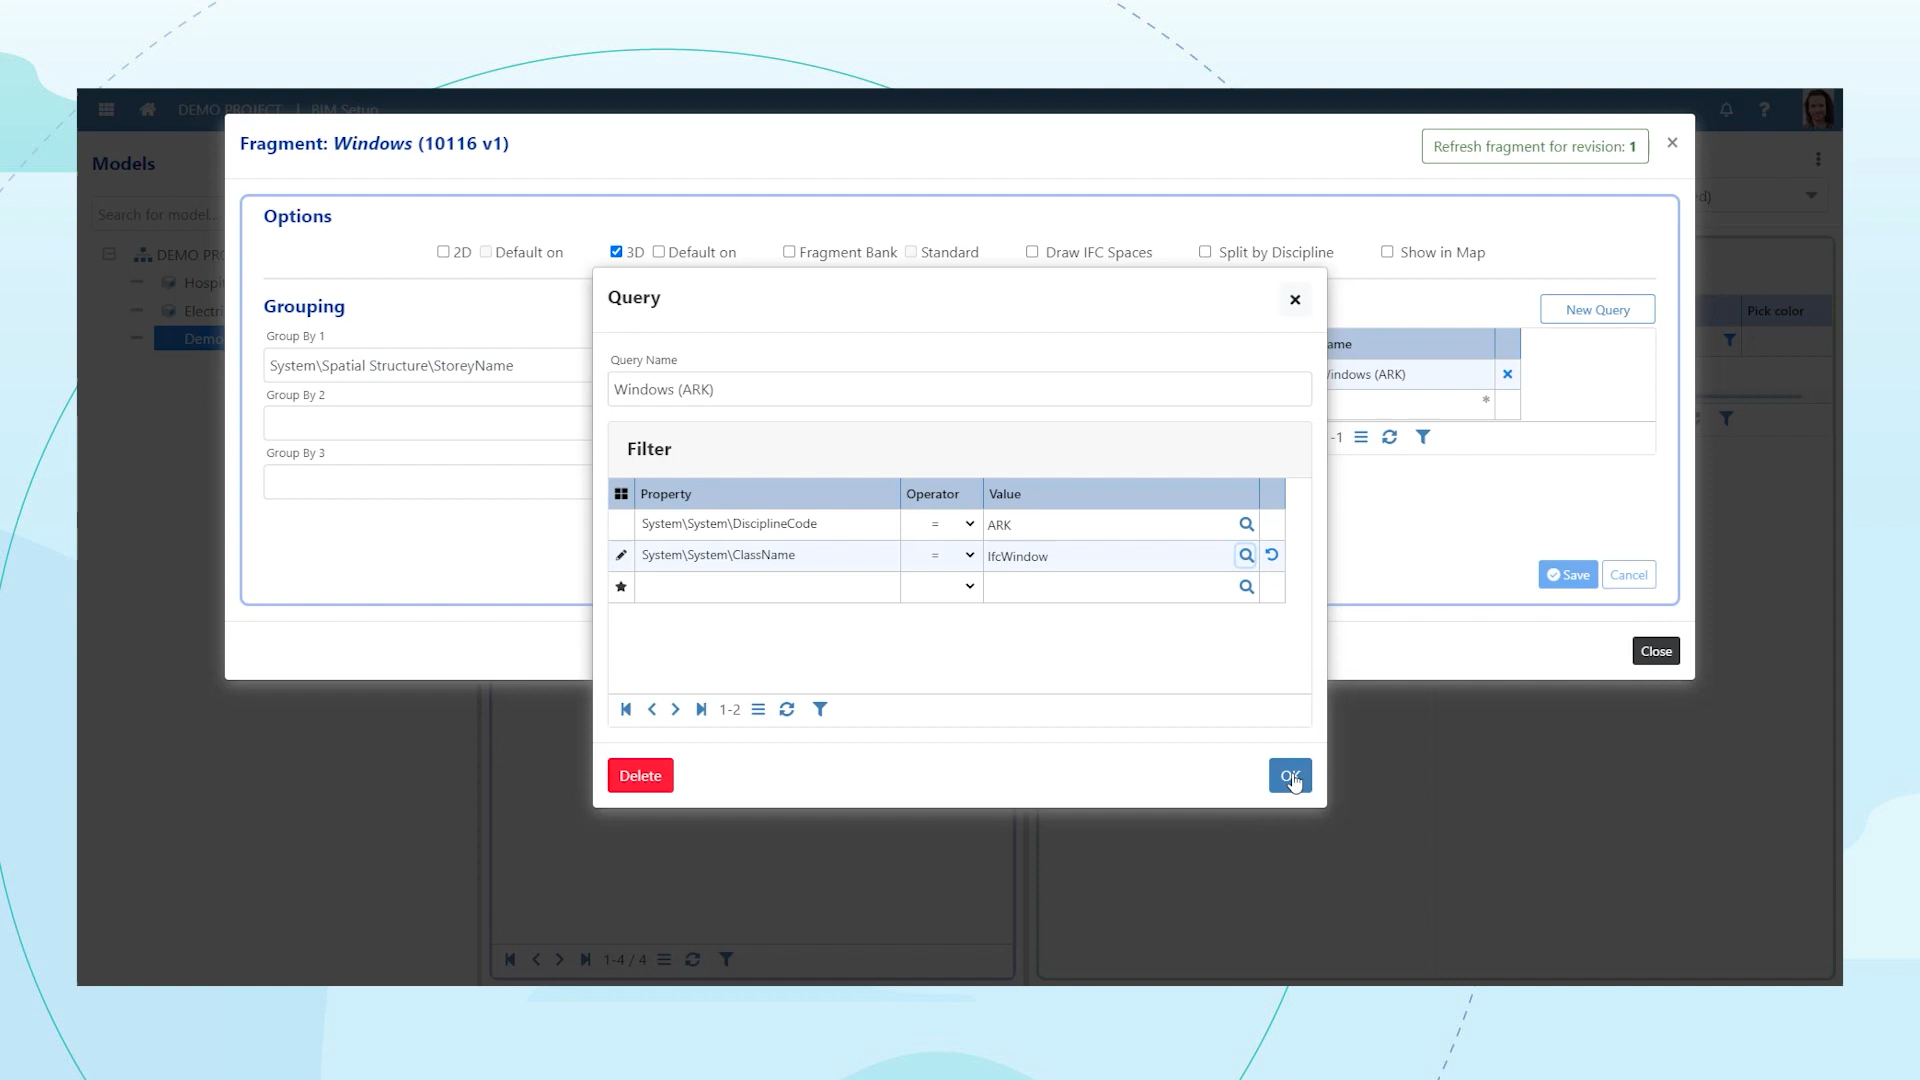 DEMO PROJECT | BIM Setup
Fragment: Windows (10116 v1)
Refresh fragment for revision: 1
Models
Search for model...
DEMO PRO
Hospi
Electri
Demo
Options
2D Default on 3D Default on Fragment Bank Standard Draw IFC Spaces Split by Discipline Show in Map
Grouping
New Query
Group By 1
System\Spatial Structure\StoreyName
Group By 2
Group By 3
ame
indows (ARK)
*
-1
Save Cancel
Close
Pick color
Query
Query Name
Windows (ARK)
Filter
Property Operator Value
System\System\DisciplineCode = ARK
System\System\ClassName = IfcWindow
1-2
Delete
OK
1-4 / 4